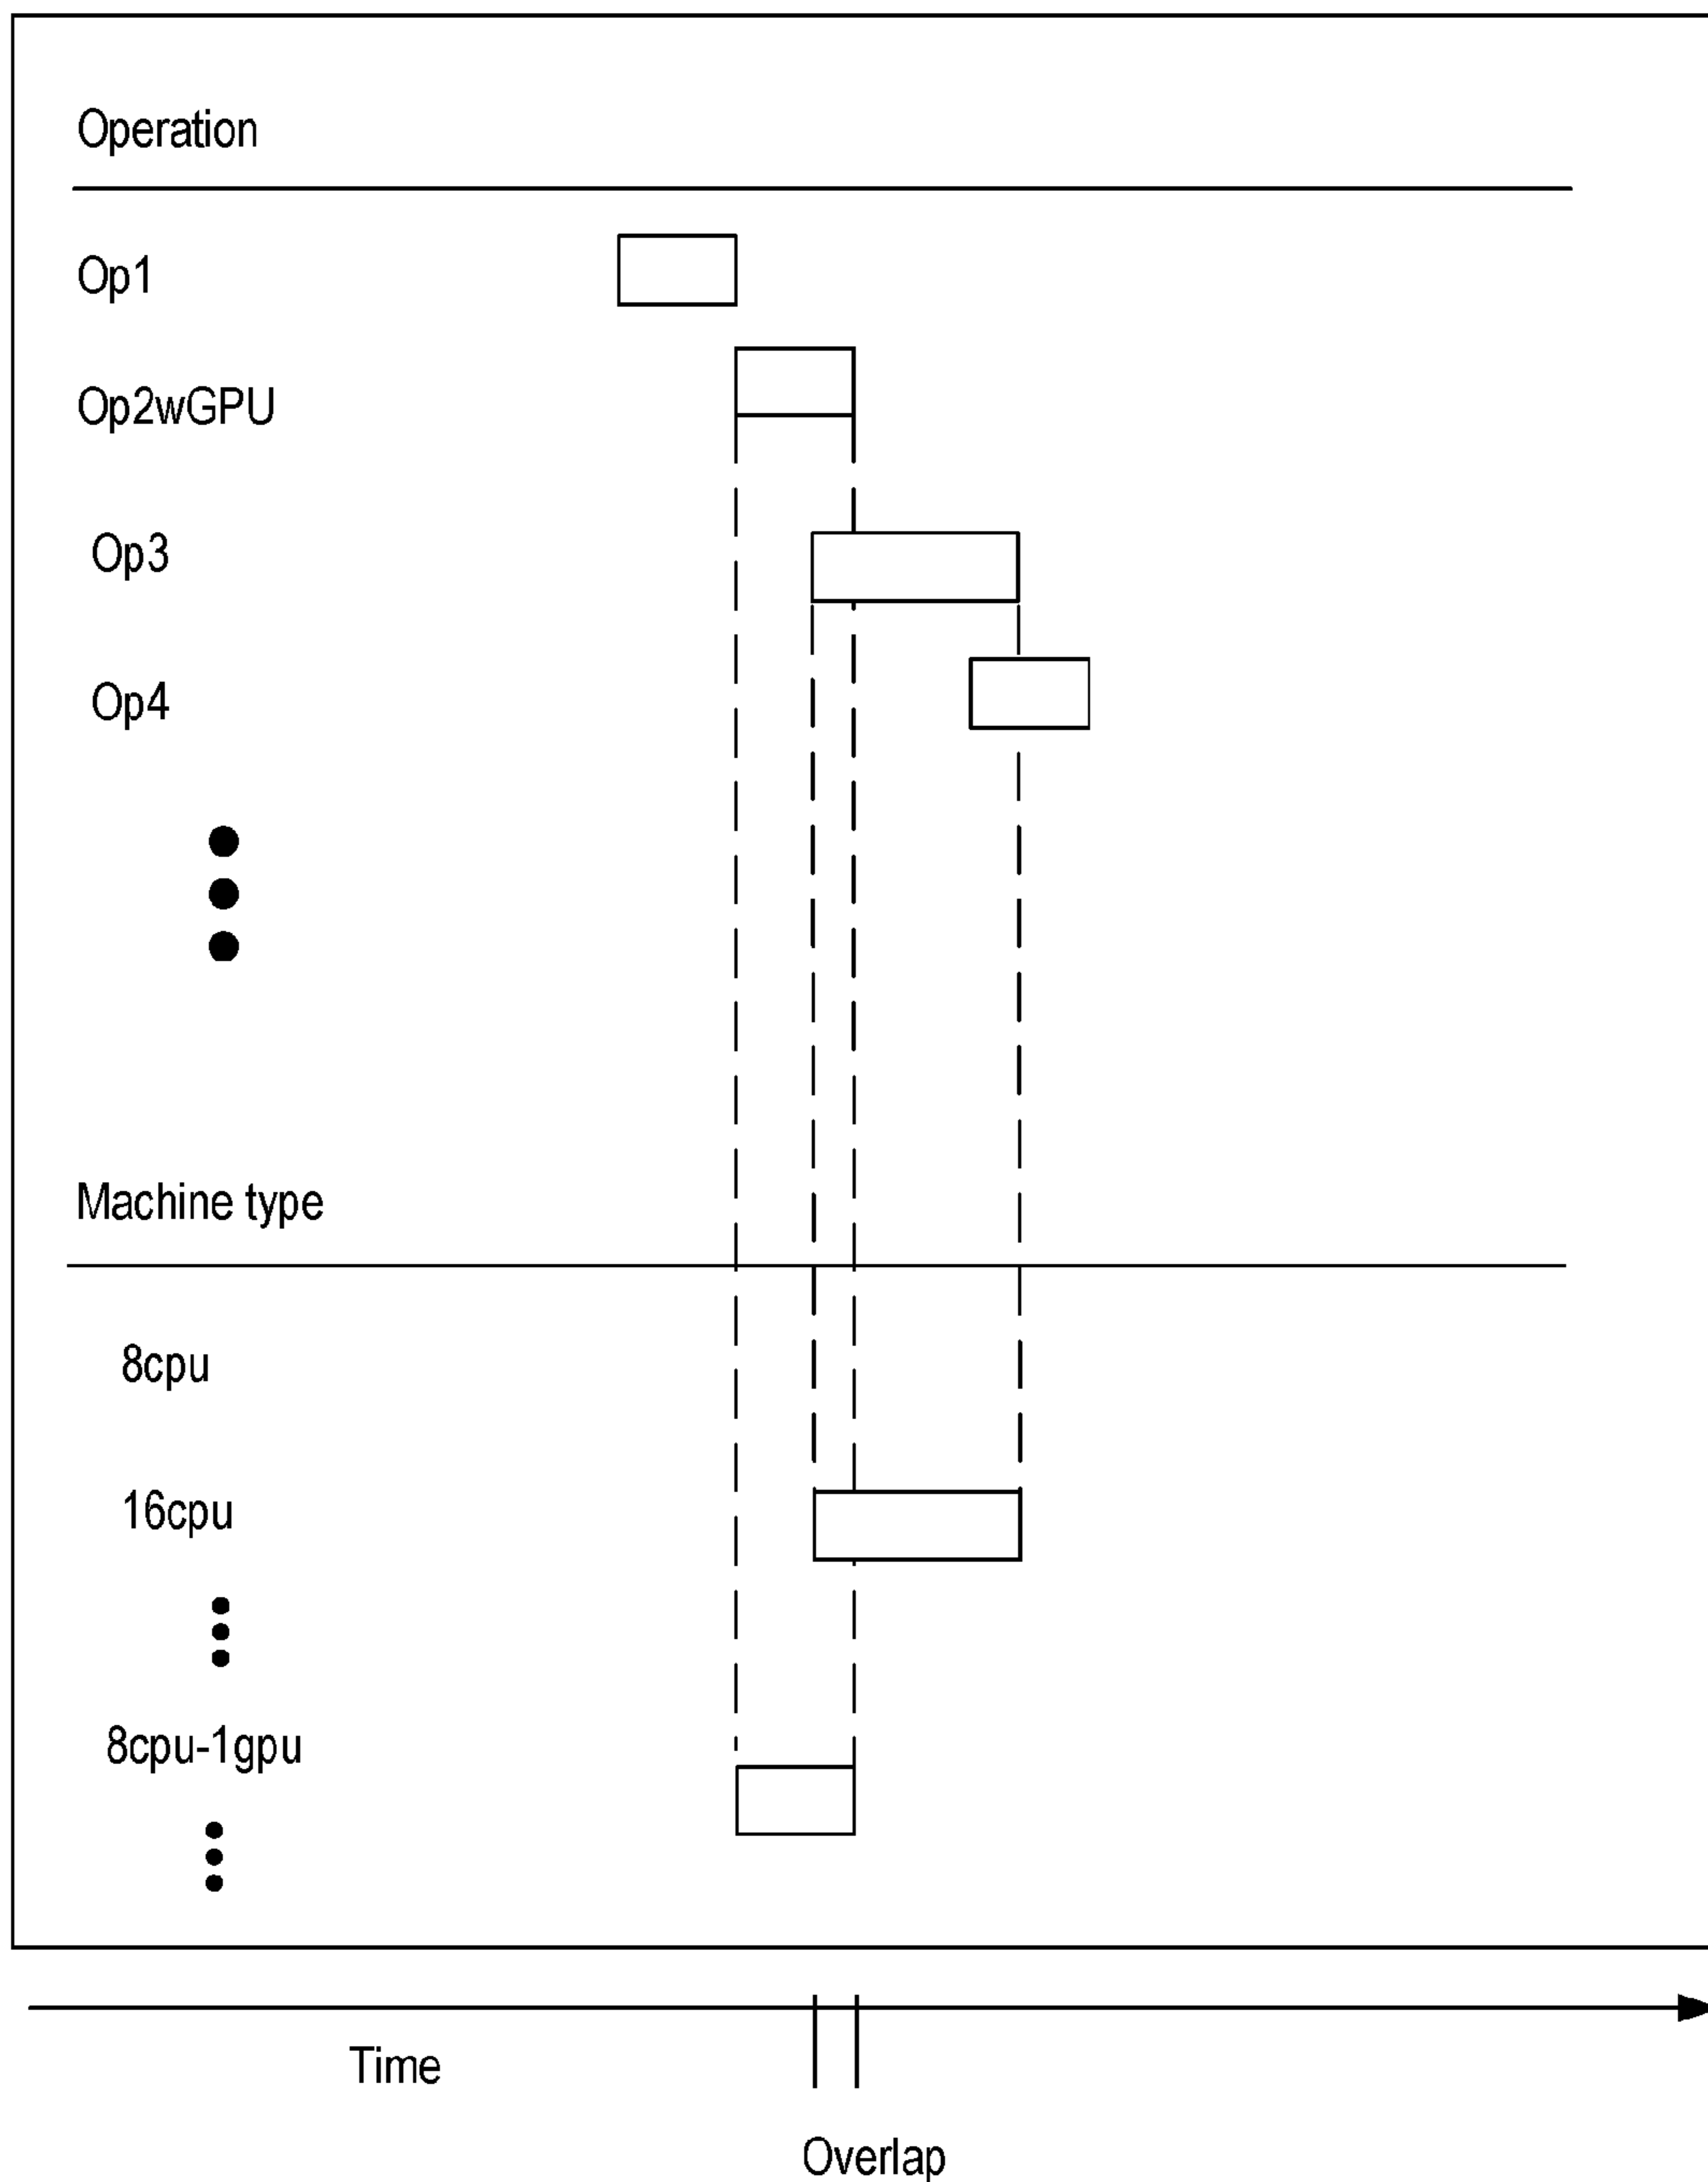 Operation
Op1
Op2wGPU
Op3
Op4
Machine type
8cpu
16cpu
8cpu-1gpu
Time
Overlap